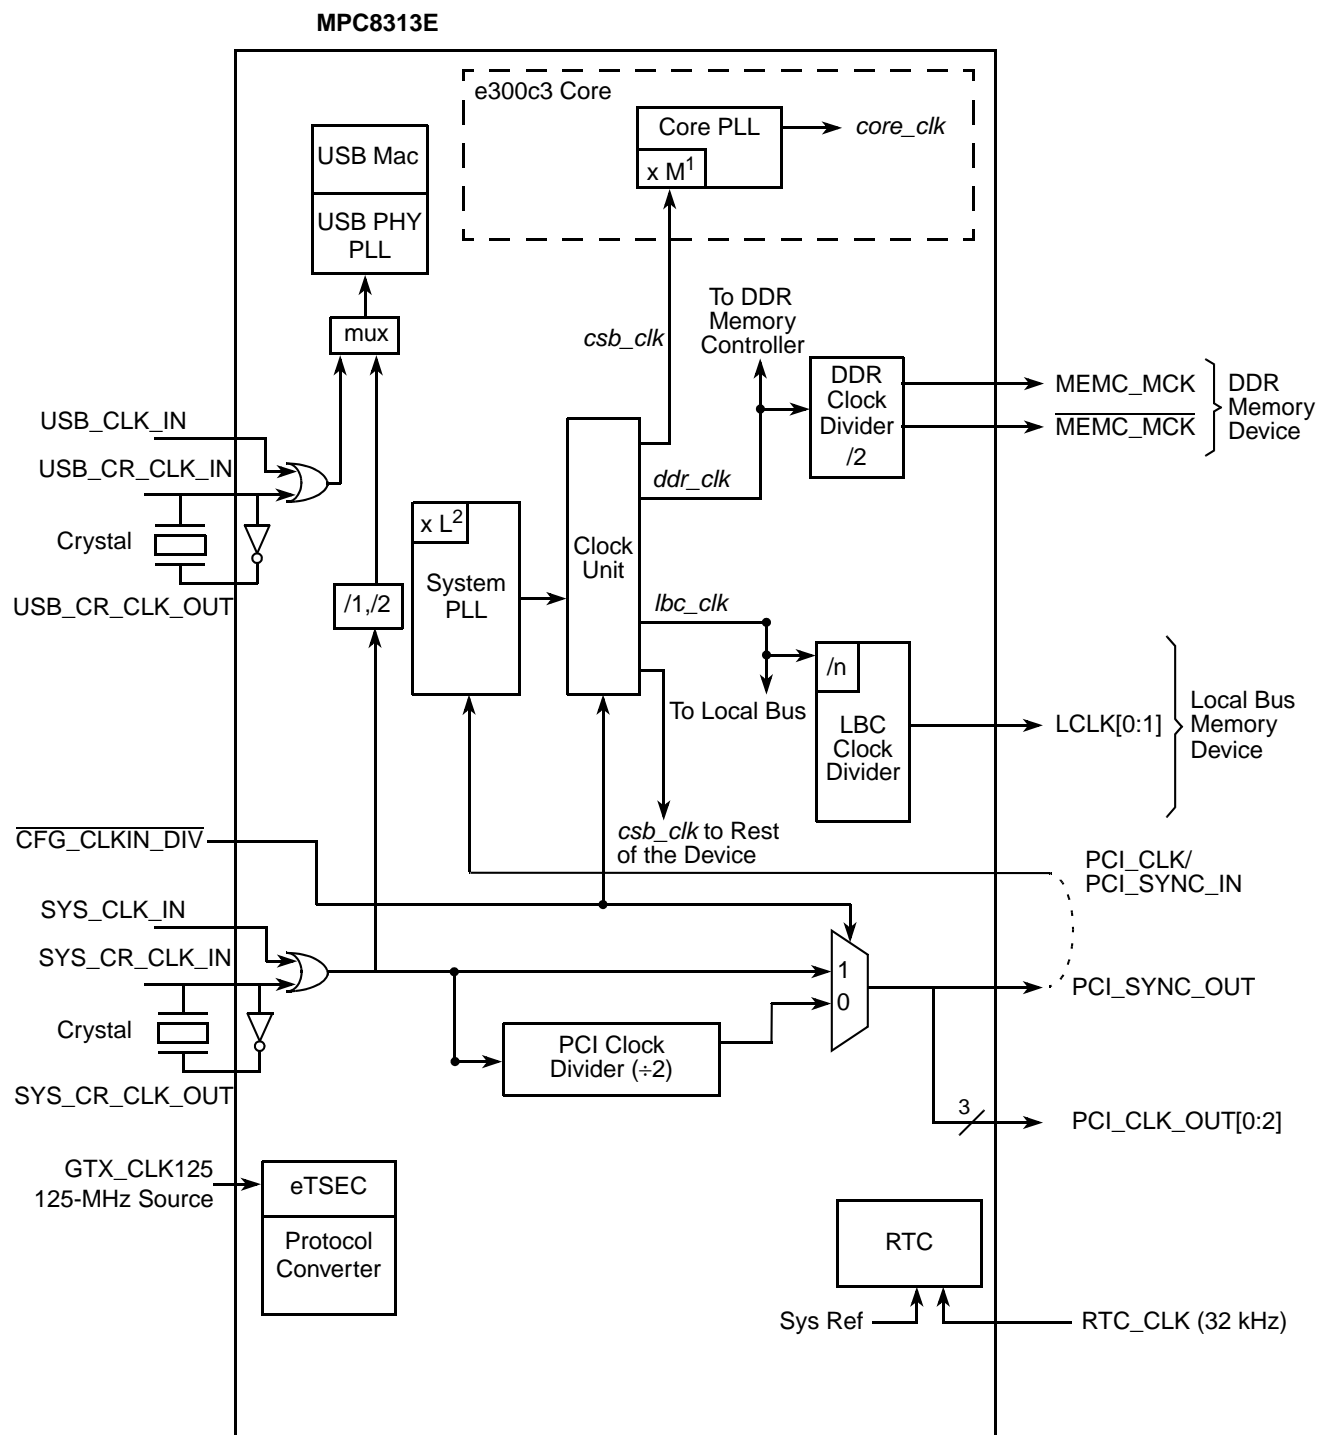 MPC8313E
e300c3 Core
Core PLL
x M1
core_clk
USB Mac
USB PHY
PLL
mux
csb_clk
To DDR
Memory
Controller
DDR
Clock
Divider
/2
MEMC_MCK
MEMC_MCK
DDR
Memory
Device
USB_CLK_IN
USB_CR_CLK_IN
Crystal
USB_CR_CLK_OUT
/1,/2
x L2
System
PLL
Clock
Unit
ddr_clk
lbc_clk
To Local Bus
/n
LBC
Clock
Divider
LCLK[0:1]
Local Bus
Memory
Device
csb_clk to Rest
of the Device
CFG_CLKIN_DIV
PCI_CLK/
PCI_SYNC_IN
SYS_CLK_IN
SYS_CR_CLK_IN
Crystal
SYS_CR_CLK_OUT
1
0
PCI Clock
Divider (÷2)
PCI_SYNC_OUT
3
PCI_CLK_OUT[0:2]
GTX_CLK125
125-MHz Source
eTSEC
Protocol
Converter
RTC
Sys Ref
RTC_CLK (32 kHz)